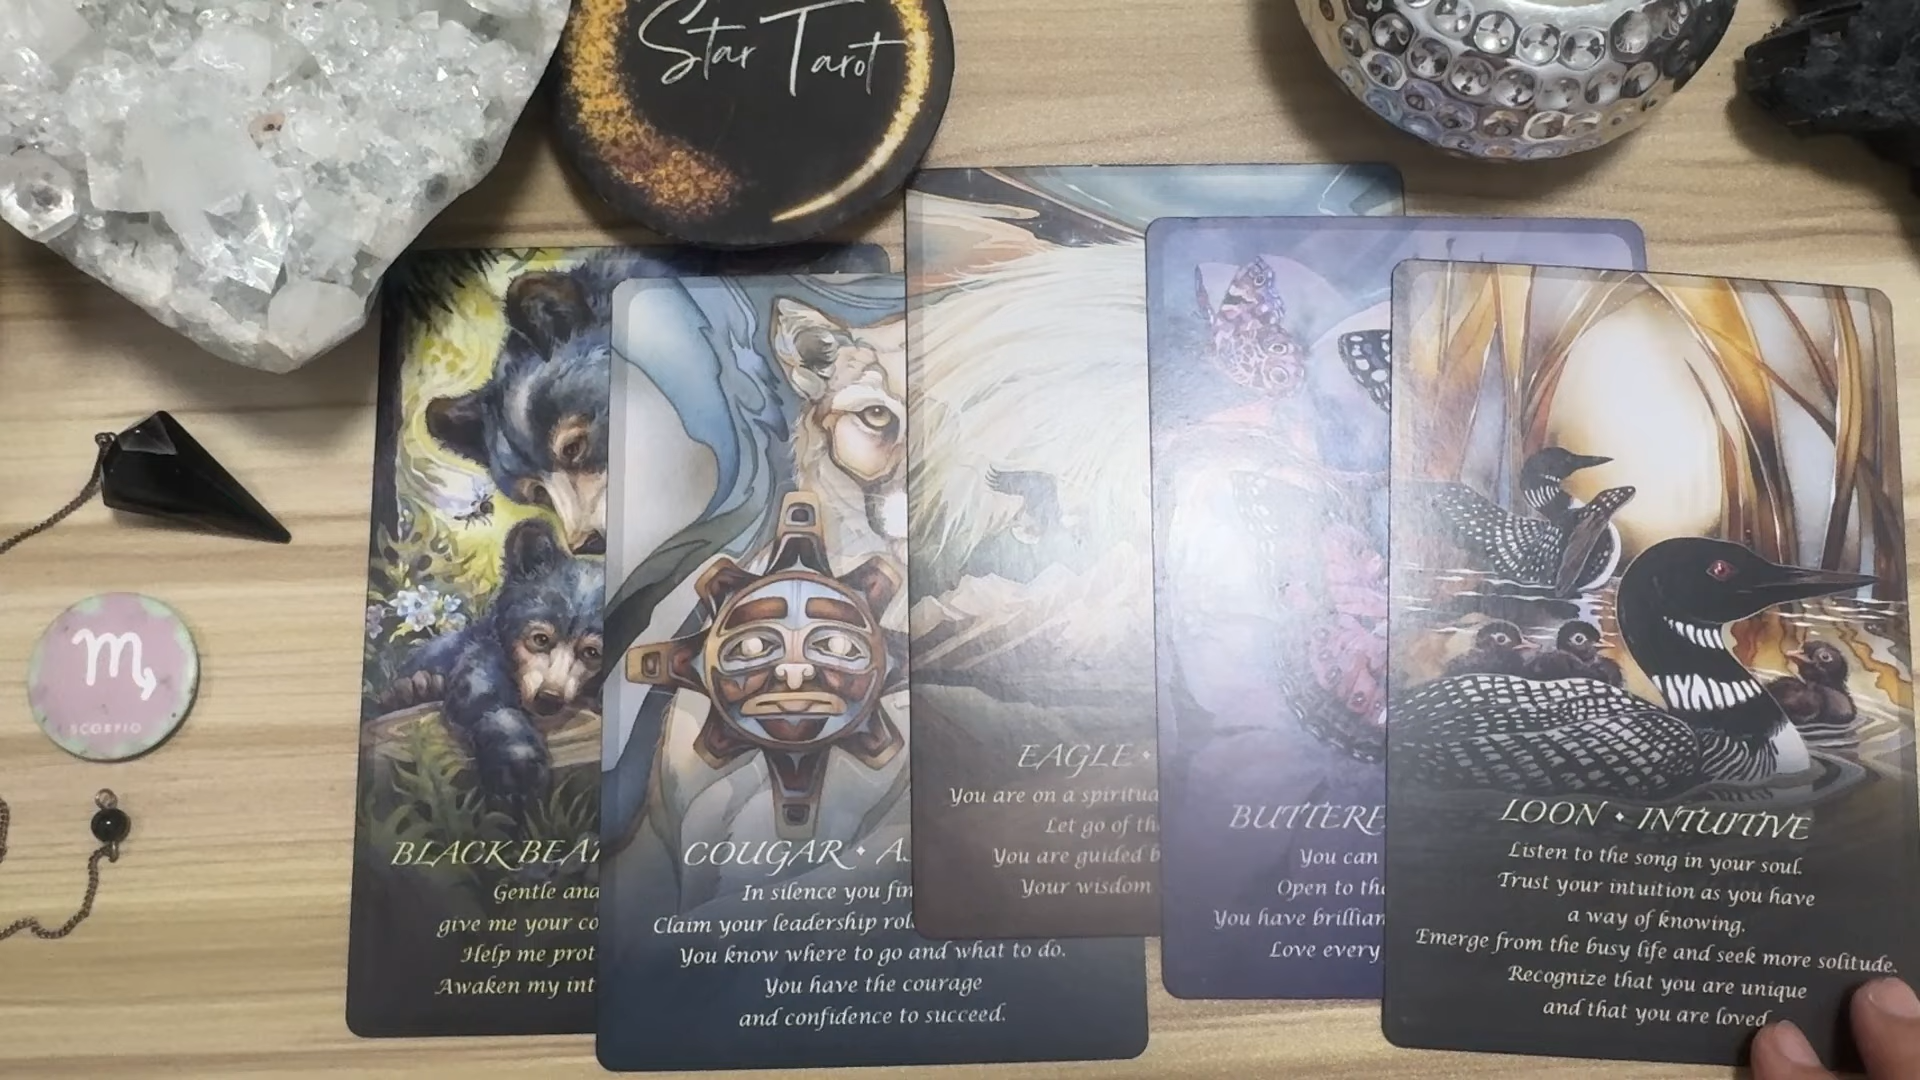 Star Tarot
SCORPIO
BLACK BEA
Gentle and
give me your co
Help me prot
Awaken my int
COUGAR • AS
In silence you fin
Claim your leadership rol
You know where to go and what to do.
You have the courage
and confidence to succeed.
EAGLE •
You are on a spiritua
Let go of th
You are guided b
Your wisdom
BUTTERF
You can
Open to the
You have brillian
Love every
LOON • INTUITIVE
Listen to the song in your soul.
Trust your intuition as you have
a way of knowing.
Emerge from the busy life and seek more solitude.
Recognize that you are unique
and that you are loved